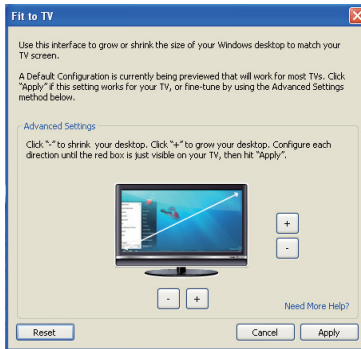 Fit to TV
Use this interface to grow or shrink the size of your Windows desktop to match your
TV screen.
A Default Configuration is currently being previewed that will work for most TVs. Click
"Apply" if this setting works for your TV, or fine-tune by using the Advanced Settings
method below.
Advanced Settings
Click "-" to shrink your desktop. Click "+" to grow your desktop. Configure each
direction until the red box is just visible on your TV, then hit "Apply".
+
-
- +
Need More Help?
Reset Cancel Apply